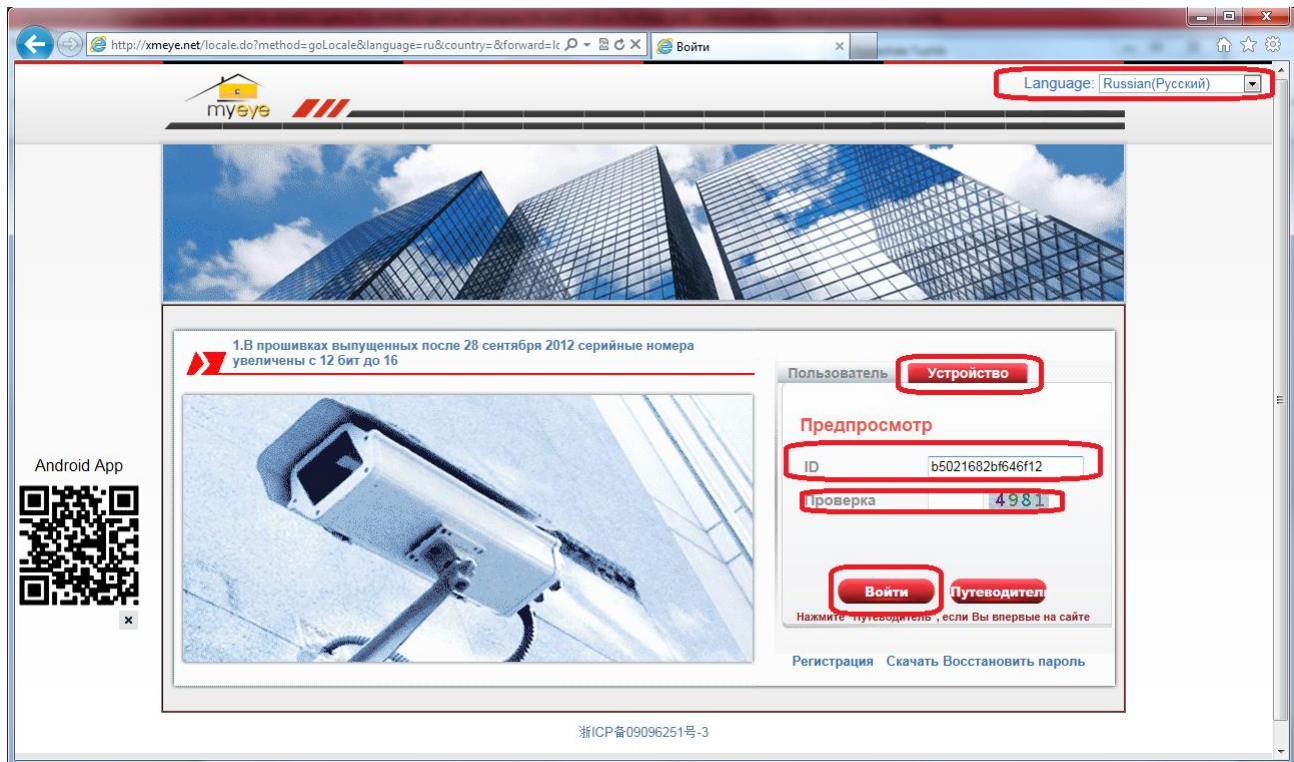 http://xmeye.net/locale.do?method=goLocale&language=ru&country=&forward=lc
Войти
Language: Russian(Русский)
c
myeye
1.В прошивках выпущенных после 28 сентября 2012 серийные номера
увеличены с 12 бит до 16
Пользователь Устройство
Предпросмотр
ID b5021682bf646f12
Проверка 4981
Войти Путеводител
Нажмите "Путеводитель", если Вы впервые на сайте
Регистрация Скачать Восстановить пароль
Android App
浙ICP备09096251号-3